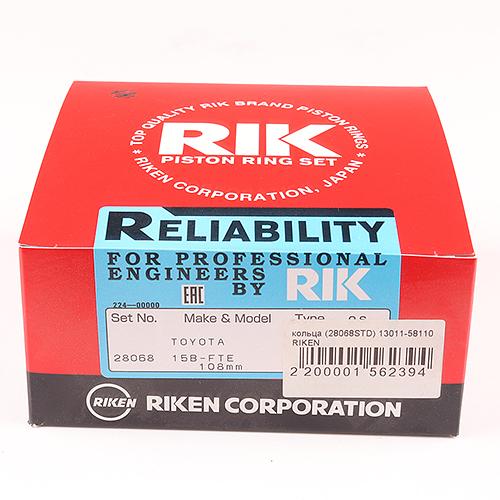 ★ TOP QUALITY RIK BRAND PISTON RINGS ★
RIK
PISTON RING SET
RIKEN CORPORATION, JAPAN
RELIABILITY
FOR PROFESSIONAL
ENGINEERS
BY RIK
EAC
224-00000
Set No. Make & Model Type
TOYOTA
28068 15B-FTE
108mm
кольца (28068STD) 13011-58110
RIKEN
2 200001 562394
RIKEN RIKEN CORPORATION